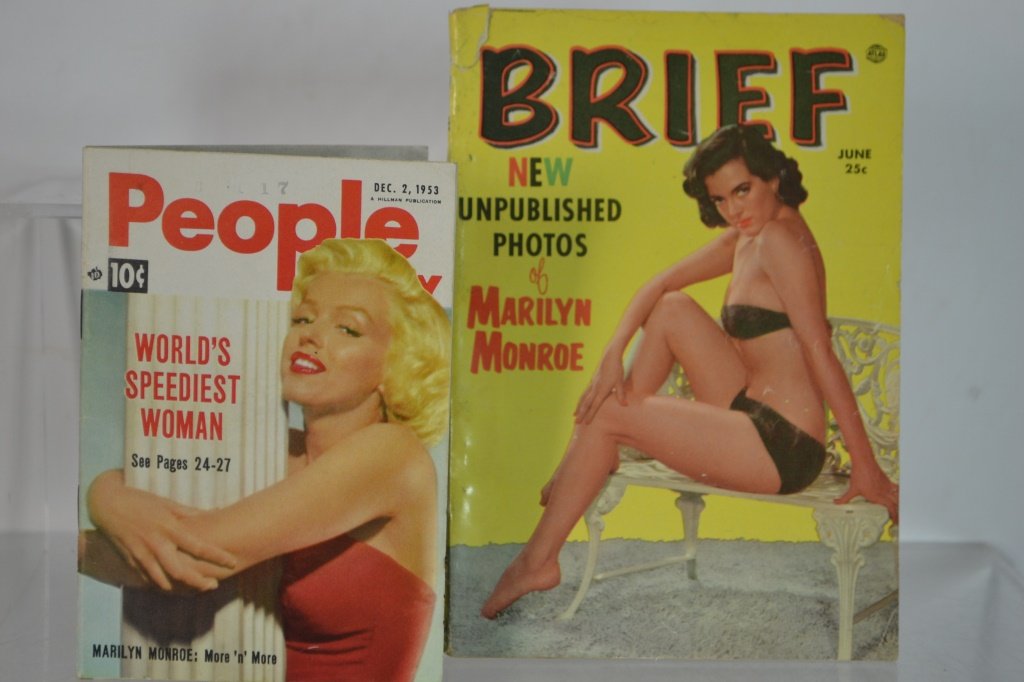 People
DEC. 2, 1953
A HILLMAN PUBLICATION
10¢
WORLD'S
SPEEDIEST
WOMAN
See Pages 24-27
MARILYN MONROE: More 'n' More
BRIEF
ATLAS
JUNE
25¢
NEW
UNPUBLISHED
PHOTOS
of
MARILYN
MONROE